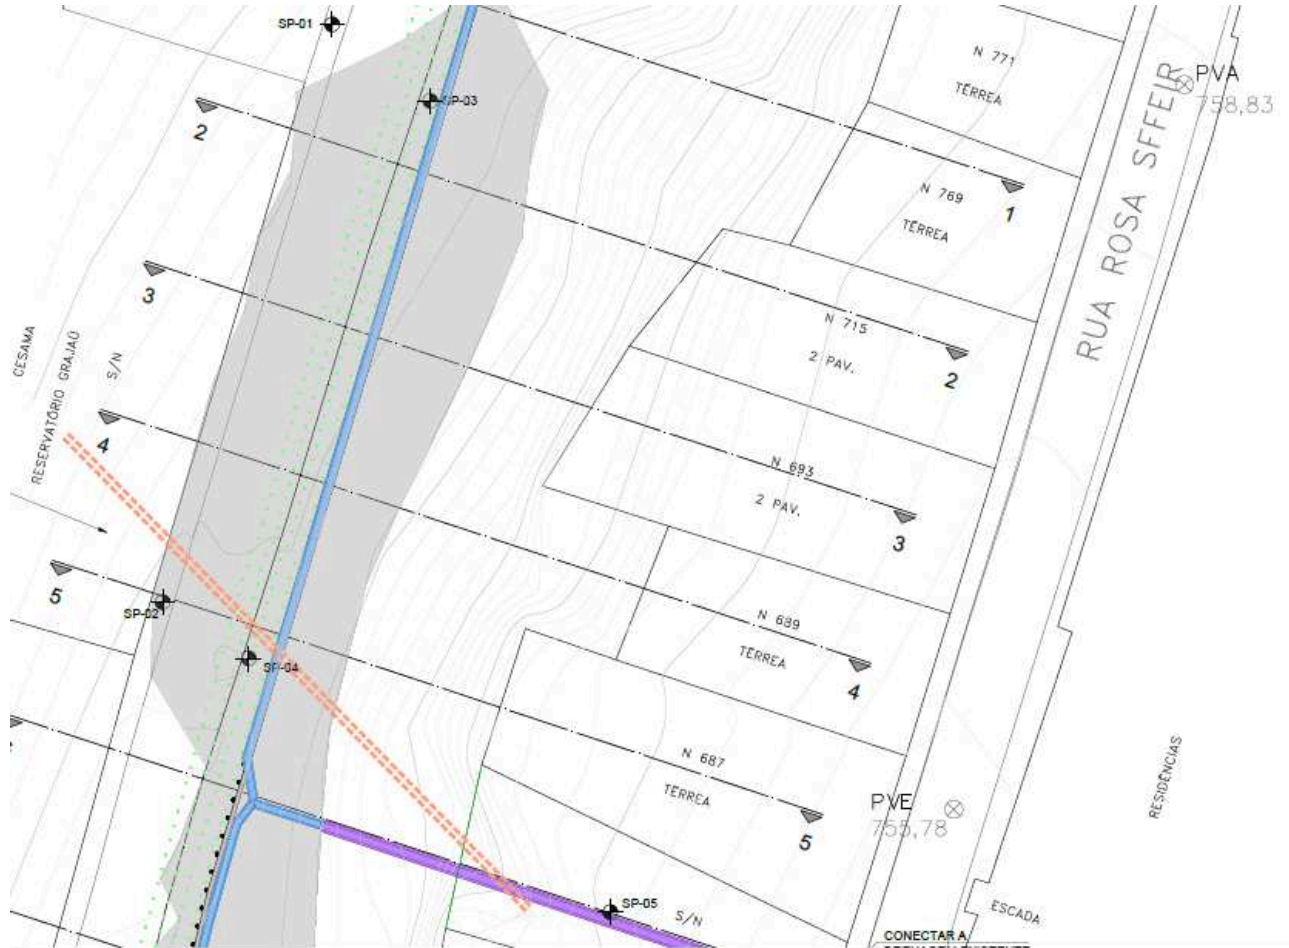 SP-01
N 771
TÉRREA
PVA
758,83
SP-03
2
N 769
TÉRREA
1
RUA ROSA SFFEIR
3
N 715
2 PAV.
2
CESAMA
RESERVATÓRIO GRAJAÚ
S/N
4
N 693
2 PAV.
3
5
SP-02
N 689
TÉRREA
4
SP-04
N 687
TÉRREA
5
PVE
755,78
RESIDÊNCIAS
SP-05
S/N
ESCADA
CONECTAR A